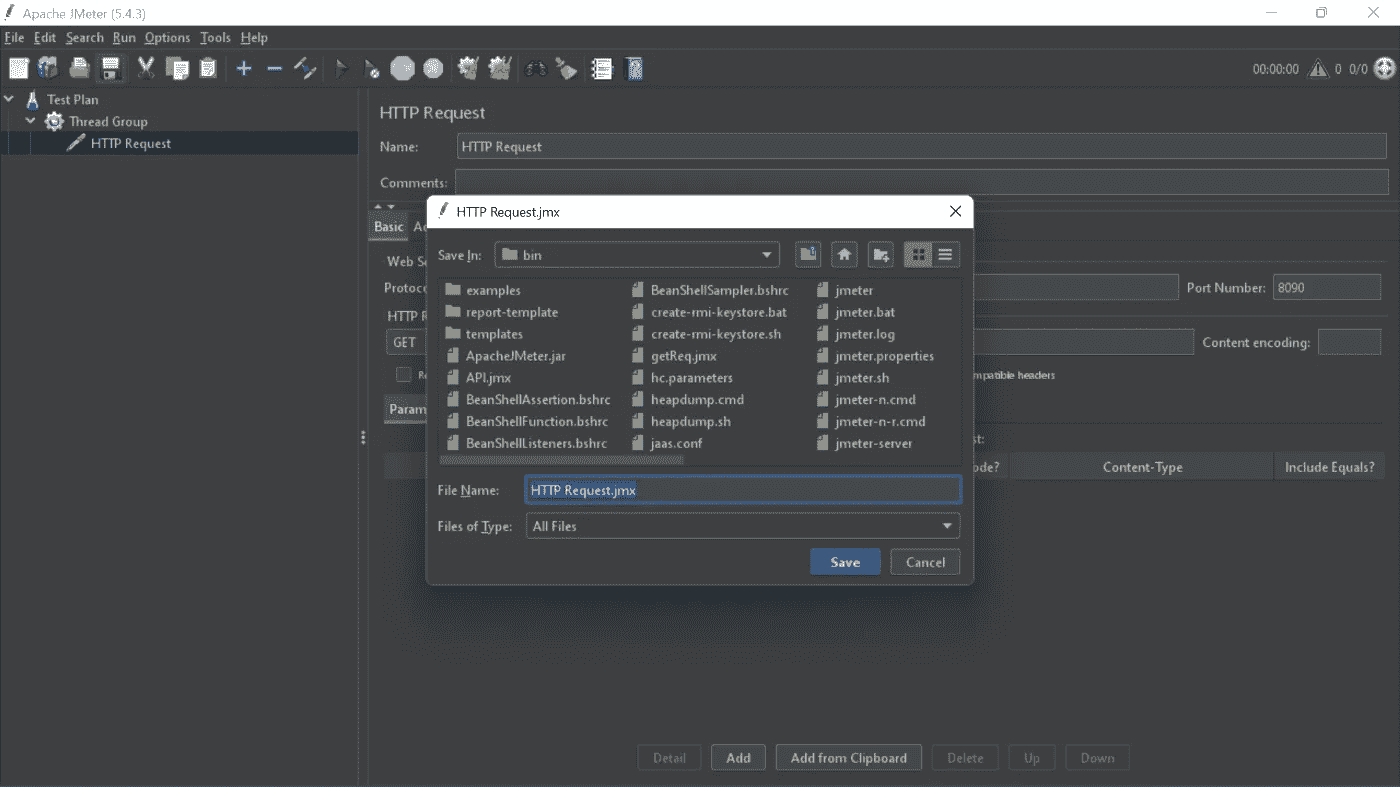 Apache JMeter (5.4.3)
File Edit Search Run Options Tools Help
00:00:00 0 0/0
Test Plan
Thread Group
HTTP Request
HTTP Request
Name: HTTP Request
Comments:
Basic
Port Number: 8090
GET
Content encoding:
mpatible headers
Param
st:
ode? Content-Type Include Equals?
HTTP Request.jmx
Save In: bin
examples BeanShellSampler.bshrc jmeter
report-template create-rmi-keystore.bat jmeter.bat
templates create-rmi-keystore.sh jmeter.log
ApacheJMeter.jar getReq.jmx jmeter.properties
API.jmx hc.parameters jmeter.sh
BeanShellAssertion.bshrc heapdump.cmd jmeter-n.cmd
BeanShellFunction.bshrc heapdump.sh jmeter-n-r.cmd
BeanShellListeners.bshrc jaas.conf jmeter-server
File Name: HTTP Request.jmx
Files of Type: All Files
Save Cancel
Detail Add Add from Clipboard Delete Up Down